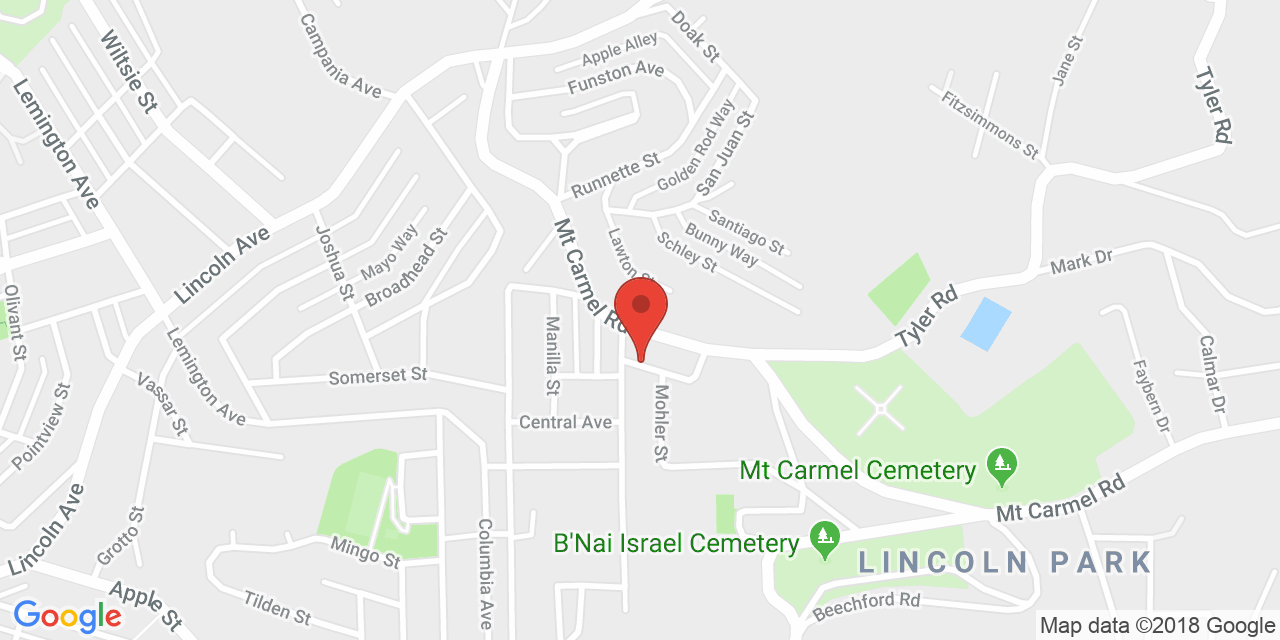 Doak St
Campania Ave
Apple Alley
Wiltsie St
Funston Ave
Jane St
Tyler Rd
Lemington Ave
Fitzsimmons St
Golden Rod Way
San Juan St
Runnette St
Santiago St
Bunny Way
Schley St
Lincoln Ave
Joshua St
Mayo Way
Broadhead St
Mt Carmel Rd
Lawton St
Mark Dr
Olivant St
Tyler Rd
Manilla St
Lemington Ave
Somerset St
Calmar Dr
Faybern Dr
Vassar St
Pointview St
Central Ave
Mohler St
Mt Carmel Cemetery
Mt Carmel Rd
Lincoln Ave
Grotto St
Mingo St
Columbia Ave
B'Nai Israel Cemetery
LINCOLN PARK
Apple St
Tilden St
Beechford Rd
Google
Map data ©2018 Google